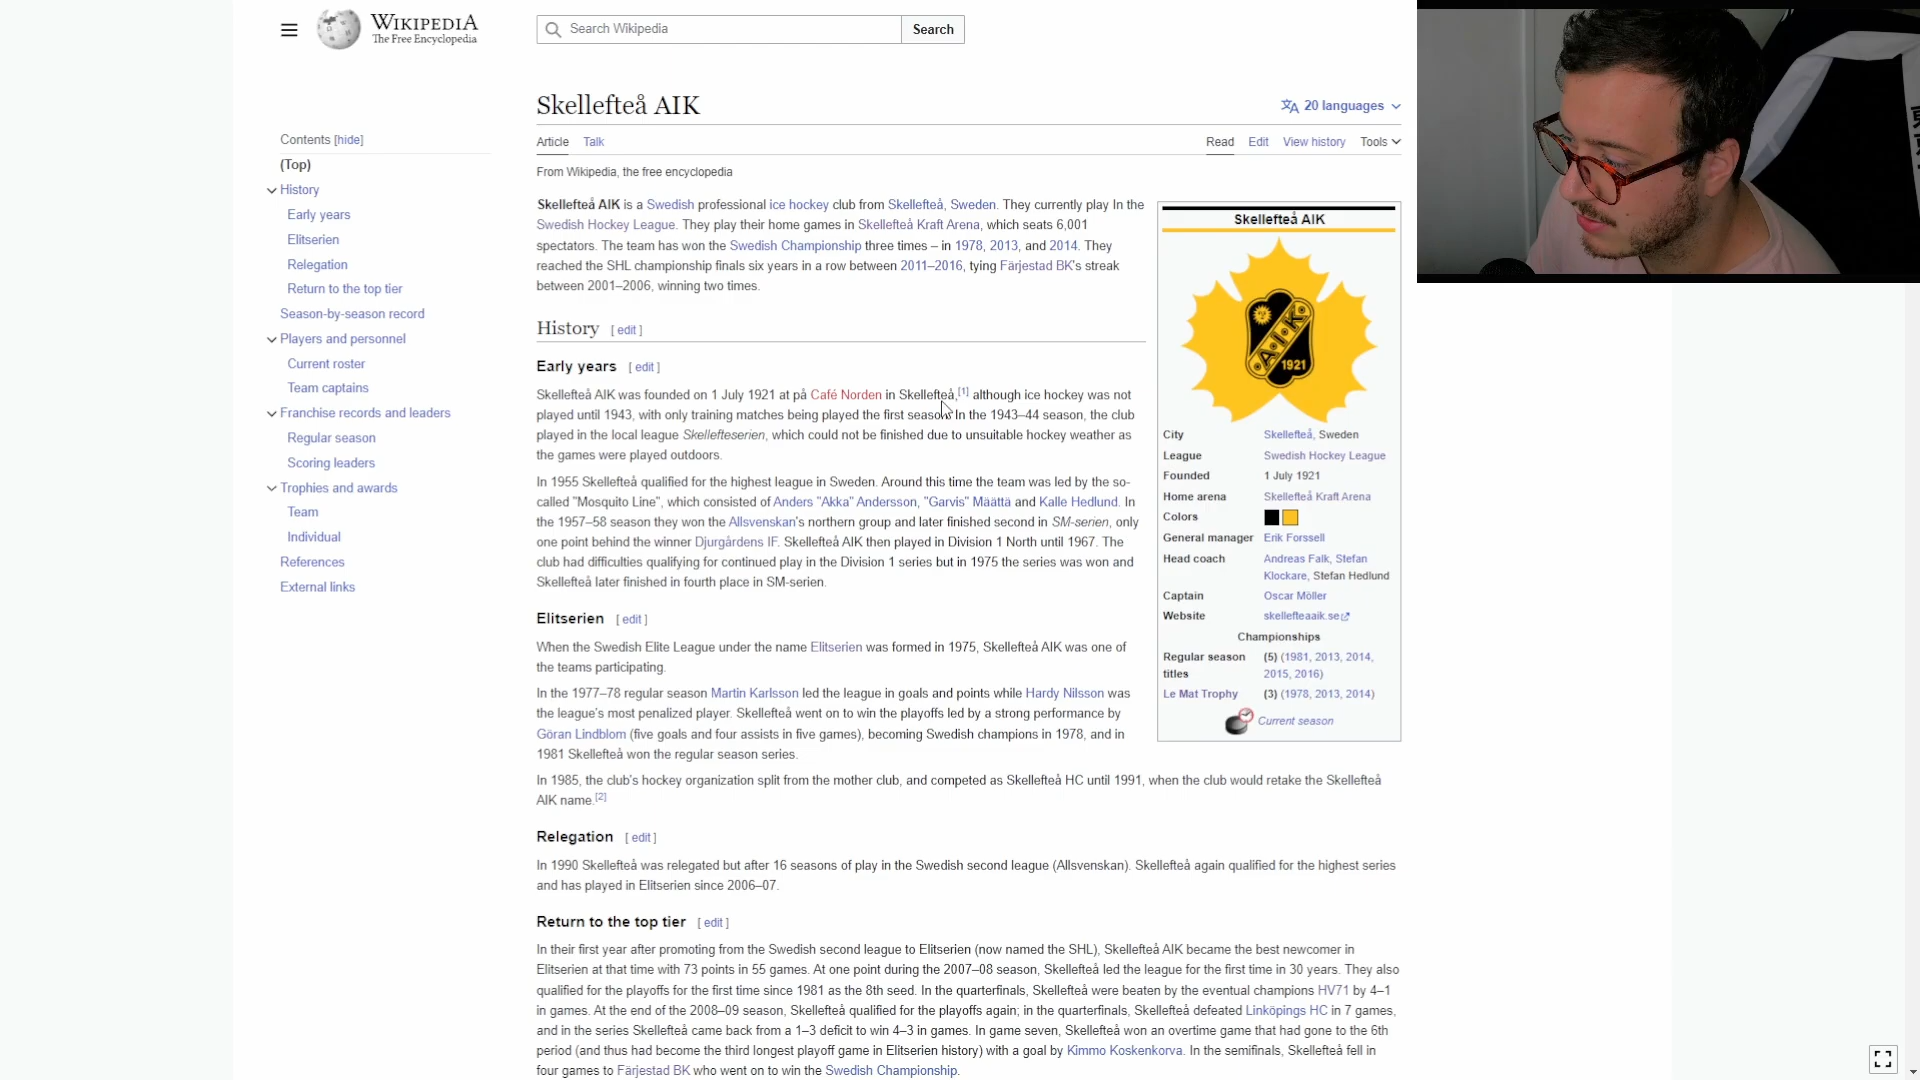 WIKIPEDIA
The Free Encyclopedia
Search Wikipedia
Search
Skellefteå AIK
20 languages
Article Talk
Read Edit View history Tools
From Wikipedia, the free encyclopedia
Contents [hide]
(Top)
History
Early years
Elitserien
Relegation
Return to the top tier
Season-by-season record
Players and personnel
Current roster
Team captains
Franchise records and leaders
Regular season
Scoring leaders
Trophies and awards
Team
Individual
References
External links
Skellefteå AIK is a Swedish professional ice hockey club from Skellefteå, Sweden. They currently play In the
Swedish Hockey League. They play their home games in Skellefteå Kraft Arena, which seats 6,001
spectators. The team has won the Swedish Championship three times – in 1978, 2013, and 2014. They
reached the SHL championship finals six years in a row between 2011–2016, tying Färjestad BK's streak
between 2001–2006, winning two times.
History [ edit ]
Early years [ edit ]
Skellefteå AIK was founded on 1 July 1921 at på Café Norden in Skellefteå,[1] although ice hockey was not
played until 1943, with only training matches being played the first season. In the 1943–44 season, the club
played in the local league Skellefteserien, which could not be finished due to unsuitable hockey weather as
the games were played outdoors.
In 1955 Skellefteå qualified for the highest league in Sweden. Around this time the team was led by the so-
called "Mosquito Line", which consisted of Anders "Akka" Andersson, "Garvis" Määttä and Kalle Hedlund. In
the 1957–58 season they won the Allsvenskan's northern group and later finished second in SM-serien, only
one point behind the winner Djurgårdens IF. Skellefteå AIK then played in Division 1 North until 1967. The
club had difficulties qualifying for continued play in the Division 1 series but in 1975 the series was won and
Skellefteå later finished in fourth place in SM-serien.
Elitserien [ edit ]
When the Swedish Elite League under the name Elitserien was formed in 1975, Skellefteå AIK was one of
the teams participating.
In the 1977–78 regular season Martin Karlsson led the league in goals and points while Hardy Nilsson was
the league's most penalized player. Skellefteå went on to win the playoffs led by a strong performance by
Göran Lindblom (five goals and four assists in five games), becoming Swedish champions in 1978, and in
1981 Skellefteå won the regular season series.
In 1985, the club's hockey organization split from the mother club, and competed as Skellefteå HC until 1991, when the club would retake the Skellefteå
AIK name.[2]
Relegation [ edit ]
In 1990 Skellefteå was relegated but after 16 seasons of play in the Swedish second league (Allsvenskan). Skellefteå again qualified for the highest series
and has played in Elitserien since 2006–07.
Return to the top tier [ edit ]
In their first year after promoting from the Swedish second league to Elitserien (now named the SHL), Skellefteå AIK became the best newcomer in
Elitserien at that time with 73 points in 55 games. At one point during the 2007–08 season, Skellefteå led the league for the first time in 30 years. They also
qualified for the playoffs for the first time since 1981 as the 8th seed. In the quarterfinals, Skellefteå were beaten by the eventual champions HV71 by 4–1
in games. At the end of the 2008–09 season, Skellefteå qualified for the playoffs again; in the quarterfinals, Skellefteå defeated Linköpings HC in 7 games,
and in the series Skellefteå came back from a 1–3 deficit to win 4–3 in games. In game seven, Skellefteå won an overtime game that had gone to the 6th
period (and thus had become the third longest playoff game in Elitserien history) with a goal by Kimmo Koskenkorva. In the semifinals, Skellefteå fell in
four games to Färjestad BK who went on to win the Swedish Championship.
Skellefteå AIK
A.I.K
1921
City Skellefteå, Sweden
League Swedish Hockey League
Founded 1 July 1921
Home arena Skellefteå Kraft Arena
Colors
General manager Erik Forssell
Head coach Andreas Falk, Stefan
Klockare, Stefan Hedlund
Captain Oscar Möller
Website skellefteaaik.se
Championships
Regular season (5) (1981, 2013, 2014,
titles 2015, 2016)
Le Mat Trophy (3) (1978, 2013, 2014)
Current season